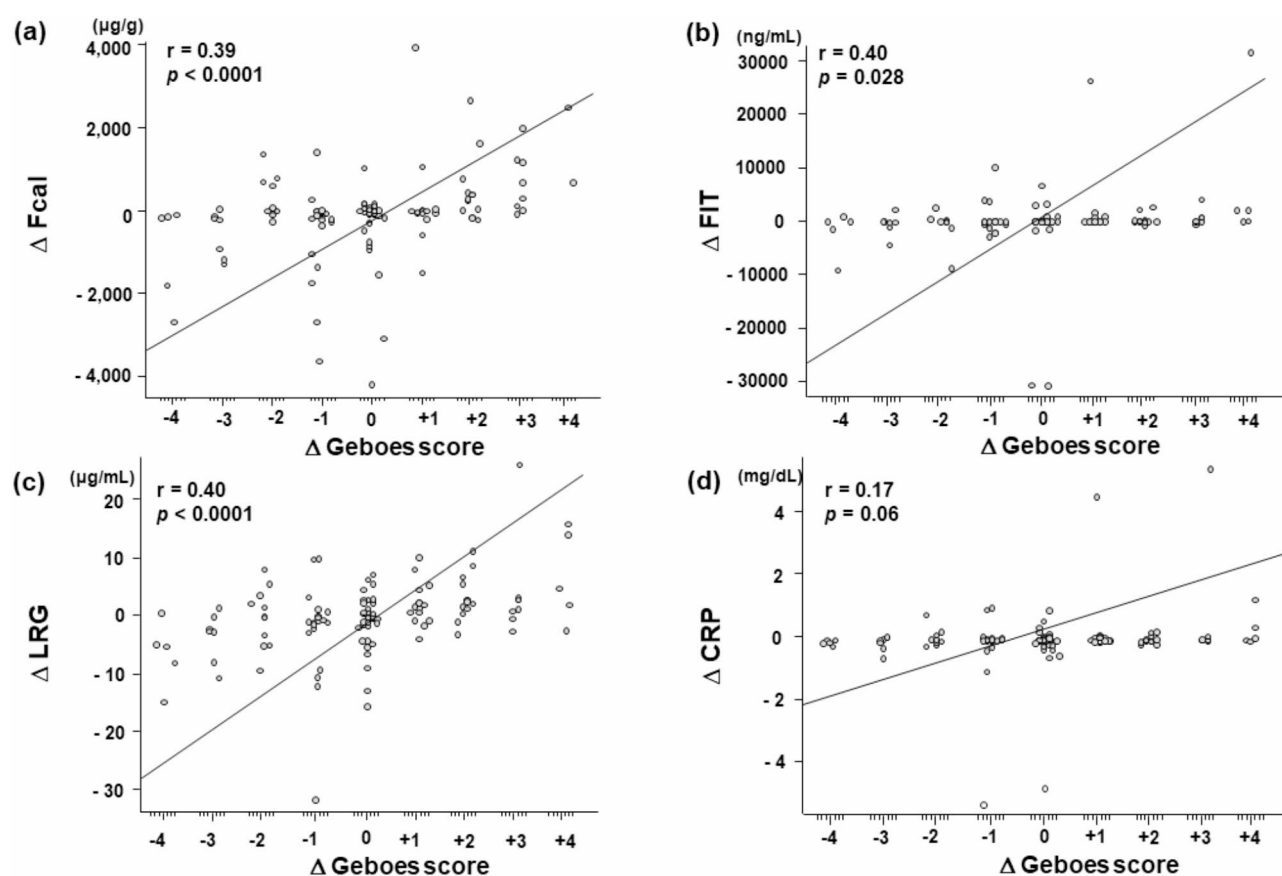 (a)
(µg/g)
r = 0.39
p < 0.0001
4,000
2,000
0
- 2,000
- 4,000
Δ Fcal
-4 -3 -2 -1 0 +1 +2 +3 +4
Δ Geboes score
(b)
(ng/mL)
r = 0.40
p = 0.028
30000
20000
10000
0
- 10000
- 20000
- 30000
Δ FIT
-4 -3 -2 -1 0 +1 +2 +3 +4
Δ Geboes score
(c)
(µg/mL)
r = 0.40
p < 0.0001
20
10
0
- 10
- 20
- 30
Δ LRG
-4 -3 -2 -1 0 +1 +2 +3 +4
Δ Geboes score
(d)
(mg/dL)
r = 0.17
p = 0.06
4
2
0
- 2
- 4
Δ CRP
-4 -3 -2 -1 0 +1 +2 +3 +4
Δ Geboes score